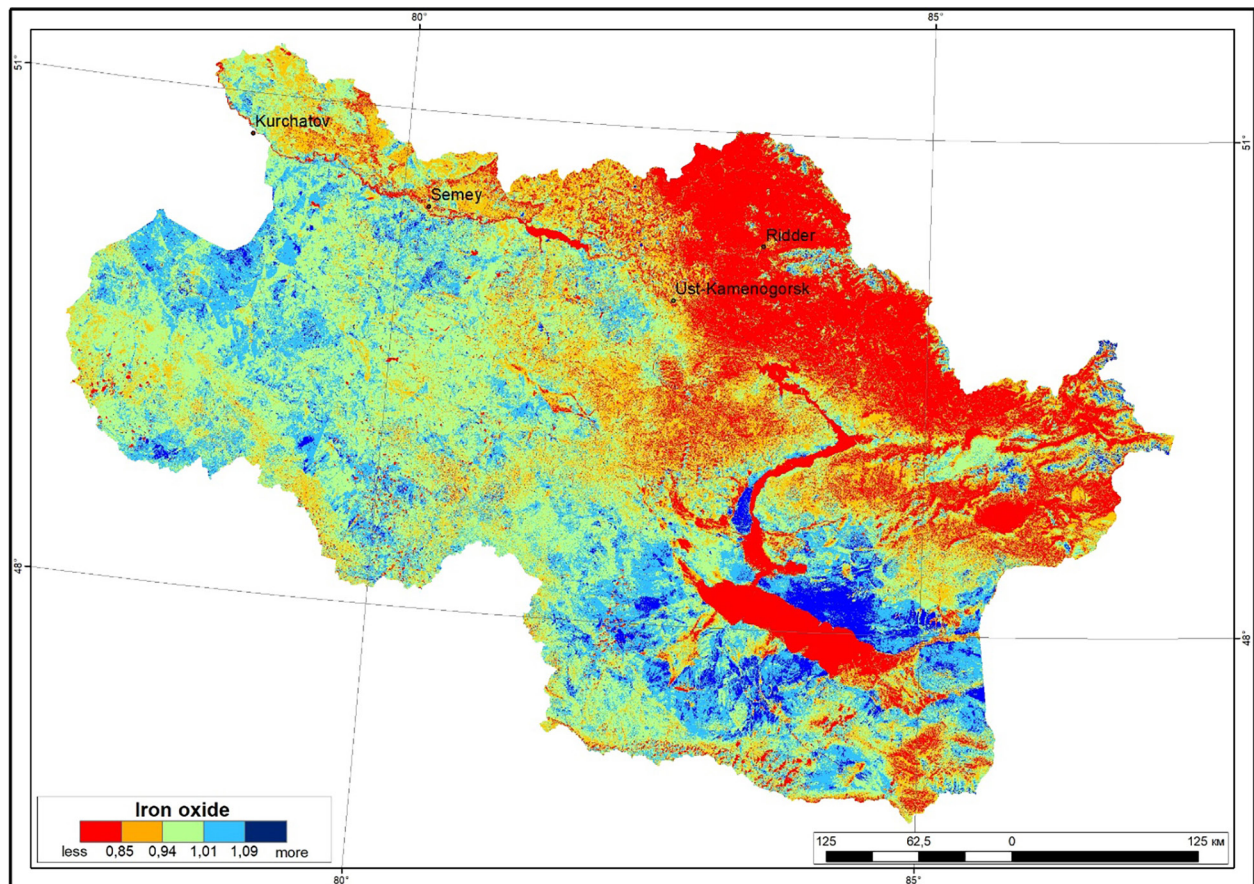 80°
85°
51°
51°
Kurchatov
Semey
Ridder
Ust-Kamenogorsk
48°
48°
Iron oxide
less 0,85 0,94 1,01 1,09 more
125 62,5 0 125 км
80°
85°